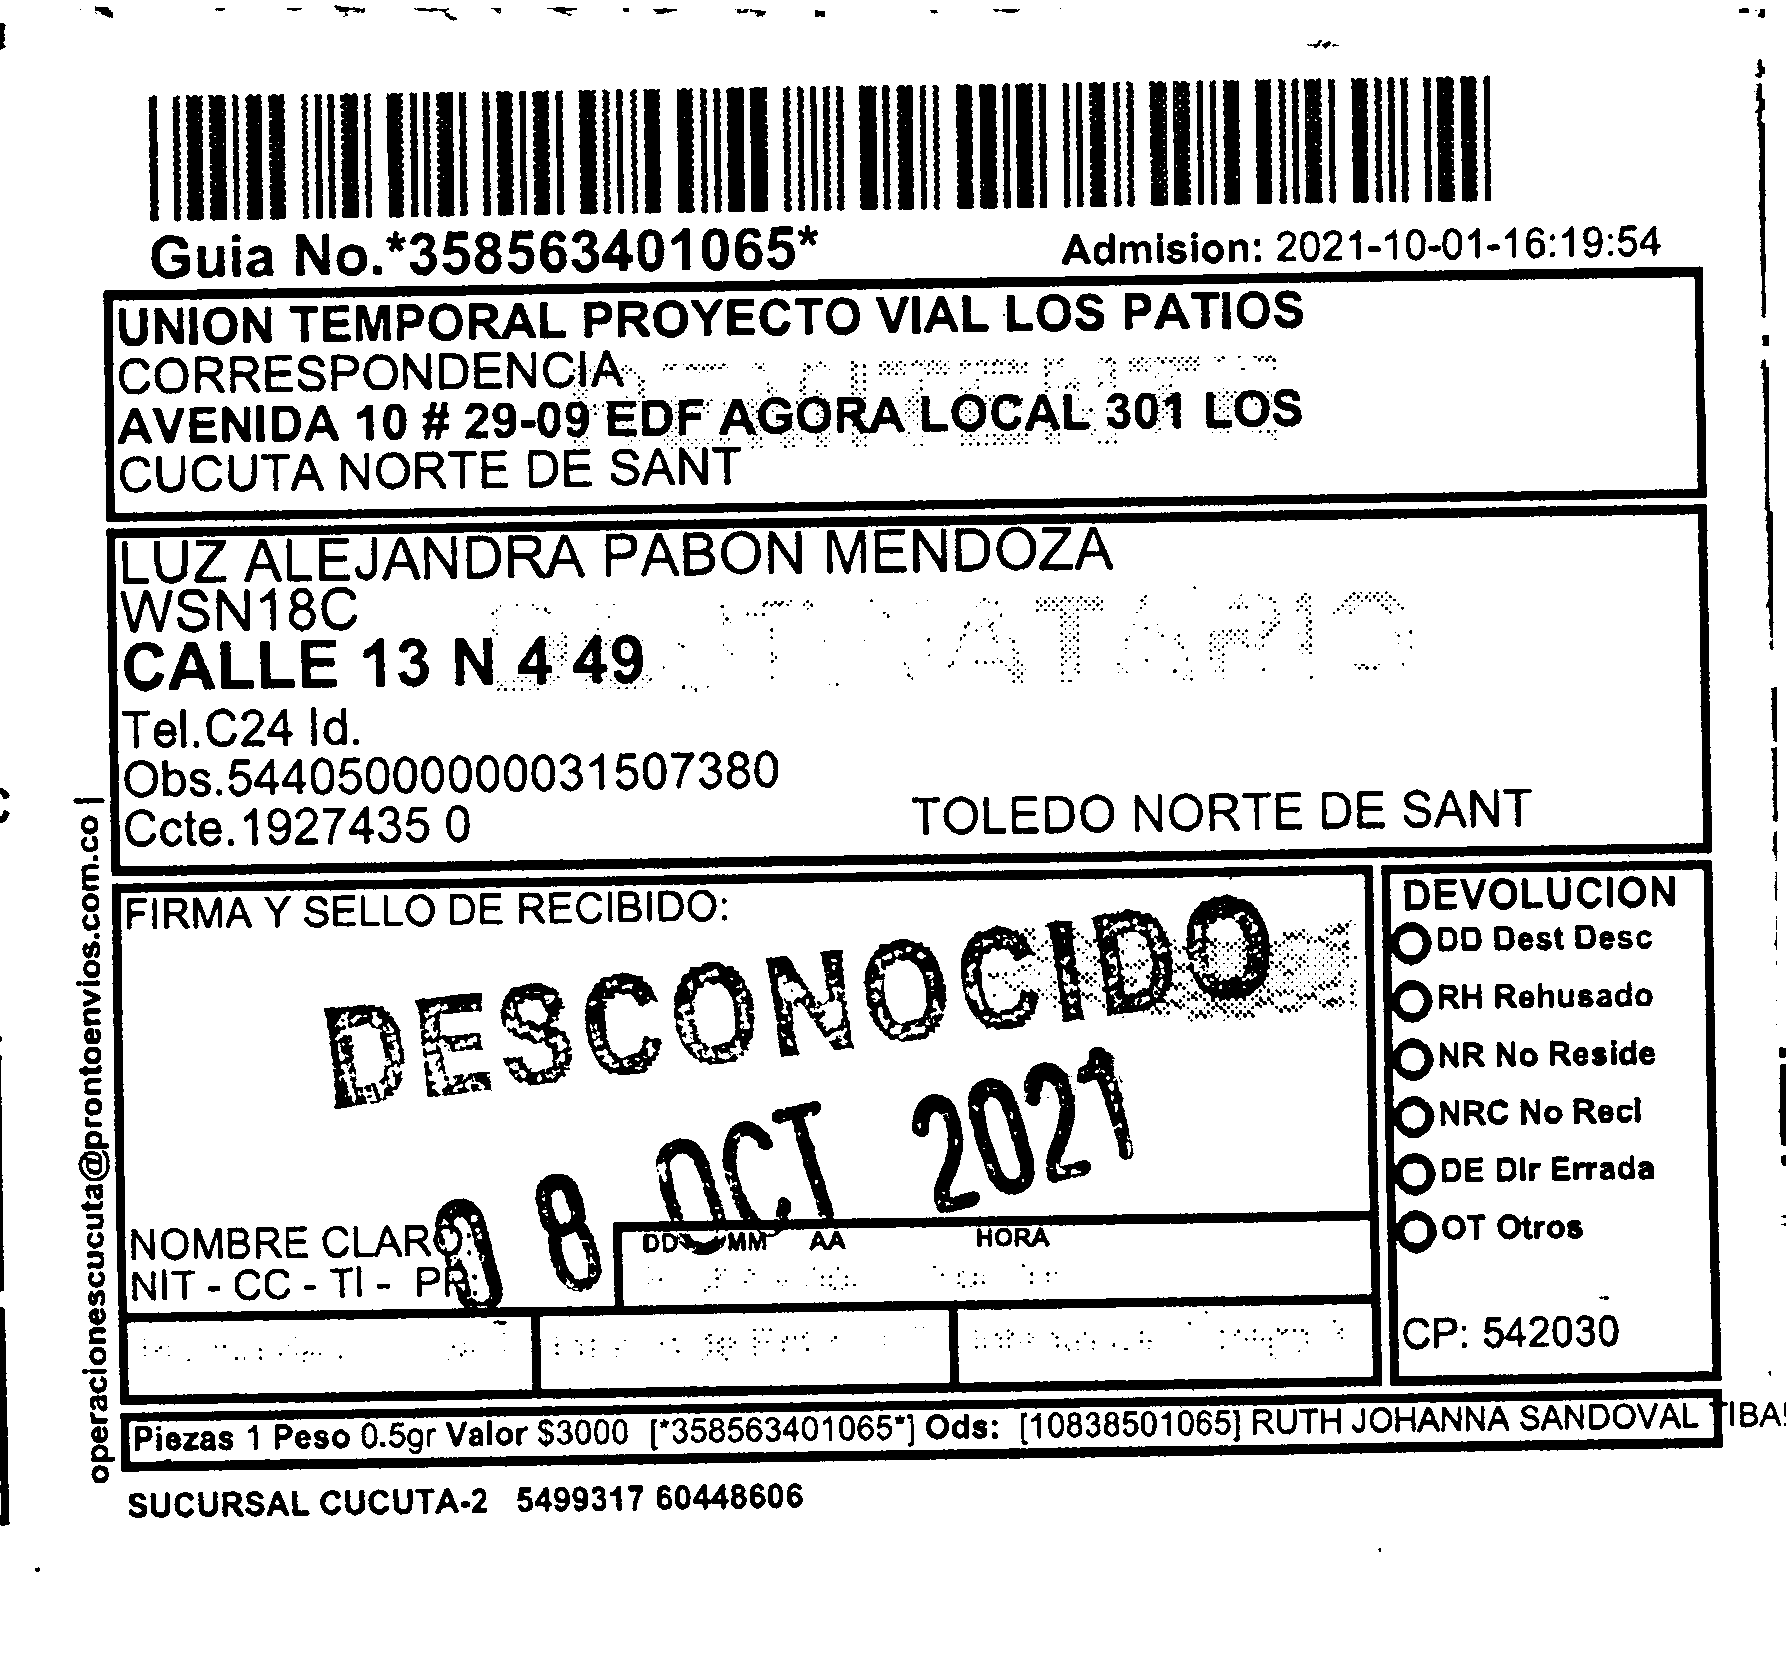 Guia No.*358563401065*
Admision: 2021-10-01-16:19:54
UNION TEMPORAL PROYECTO VIAL LOS PATIOS
CORRESPONDENCIA
AVENIDA 10 # 29-09 EDF AGORA LOCAL 301 LOS
CUCUTA NORTE DE SANT
LUZ ALEJANDRA PABON MENDOZA
WSN18C
CALLE 13 N 4 49
Tel.C24 Id.
Obs.544050000000031507380
Ccte.1927435 0
TOLEDO NORTE DE SANT
DESTINATARIO
operacionescucuta@prontoenvios.com.co |
FIRMA Y SELLO DE RECIBIDO:
DESCONOCIDO
08 OCT 2021
NOMBRE CLARO
NIT - CC - TI - PR:
DD MM AA HORA
DEVOLUCION
DD Dest Desc
RH Rehusado
NR No Reside
NRC No Recl
DE Dir Errada
OT Otros
CP: 542030
Piezas 1 Peso 0.5gr Valor $3000 [*358563401065*] Ods: [10838501065] RUTH JOHANNA SANDOVAL
SUCURSAL CUCUTA-2 5499317 60448606